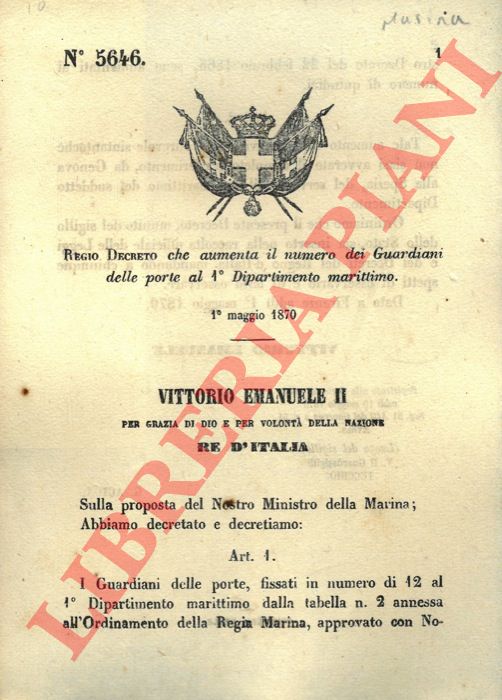 marina
N° 5646.
1
REGIO DECRETO che aumenta il numero dei Guardiani
delle porte al 1° Dipartimento marittimo.
1° maggio 1870
VITTORIO EMANUELE II
PER GRAZIA DI DIO E PER VOLONTÀ DELLA NAZIONE
RE D'ITALIA
Sulla proposta del Nostro Ministro della Marina;
Abbiamo decretato e decretiamo:
Art. 1.
I Guardiani delle porte, fissati in numero di 12 al
1° Dipartimento marittimo dalla tabella n. 2 annessa
all'Ordinamento della Regia Marina, approvato con No-
LIBRERIAPIANI